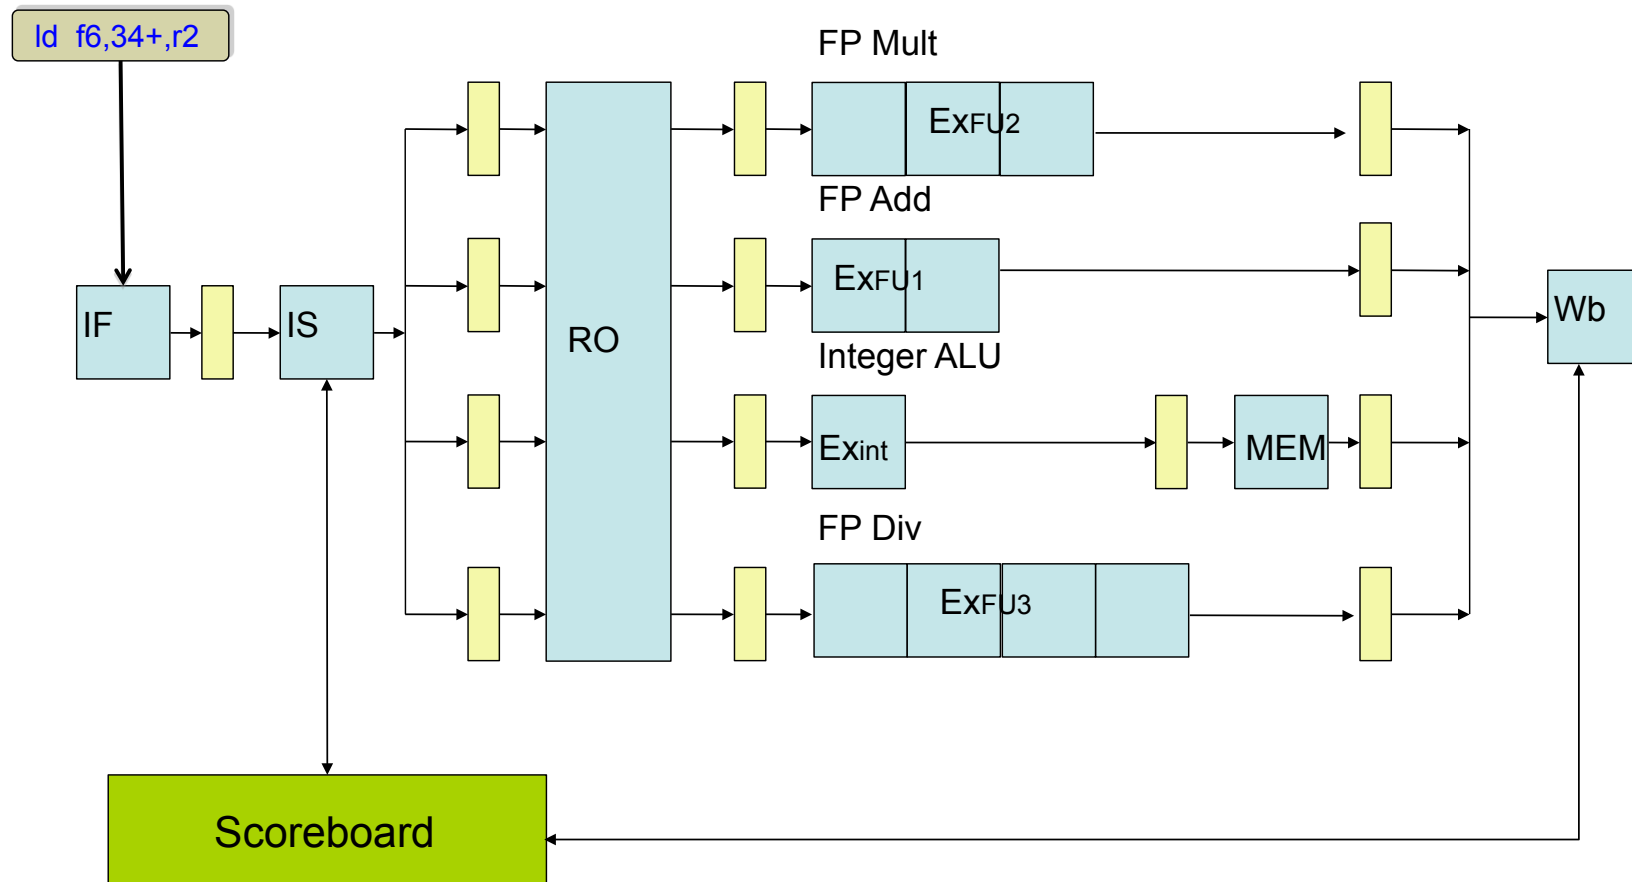 ld f6,34+,r2
FP Mult
ExFU2
FP Add
ExFU1
IF
IS
RO
Wb
Integer ALU
Exint
MEM
FP Div
ExFU3
Scoreboard